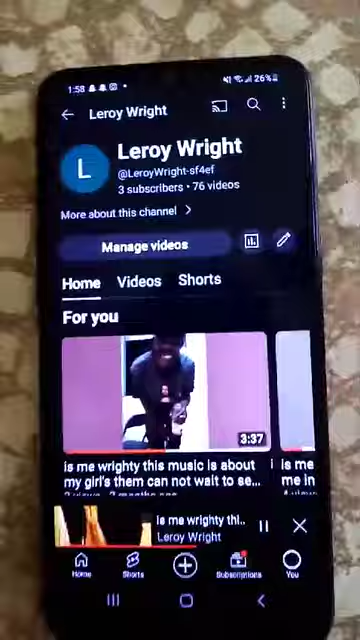 1:58
26%
Leroy Wright
L
Leroy Wright
@LeroyWright-sf4ef
3 subscribers • 76 videos
More about this channel
Manage videos
Home Videos Shorts
For you
3:37
is me wrighty this music is about
my girl's them can not wait to se...
is me
me in
is me wrighty thi..
Leroy Wright
Home Shorts Subscriptions You